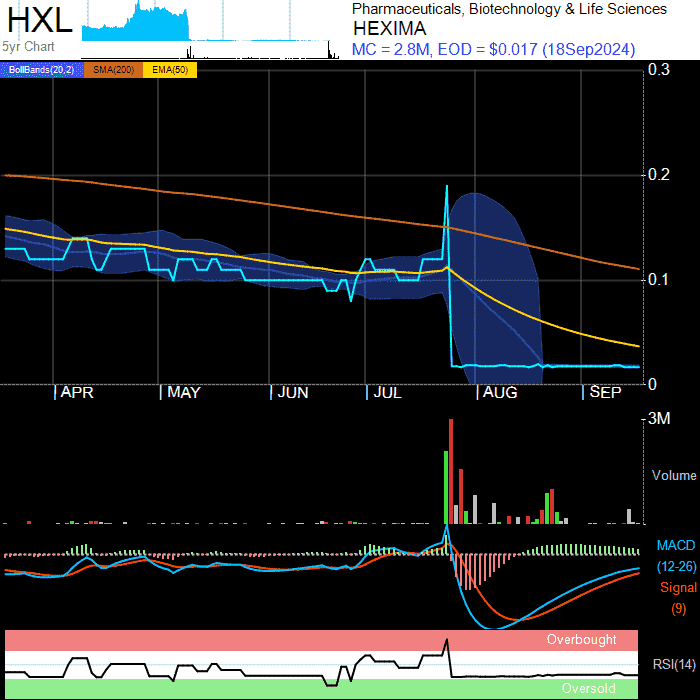 HXL
5yr Chart
Pharmaceuticals, Biotechnology & Life Sciences
HEXIMA
MC = 2.8M, EOD = $0.017 (18Sep2024)
BollBands(20,2) SMA(200) EMA(50)
0.3
0.2
0.1
0
APR MAY JUN JUL AUG SEP
3M
Volume
MACD
(12-26)
Signal
(9)
Overbought
RSI(14)
Oversold